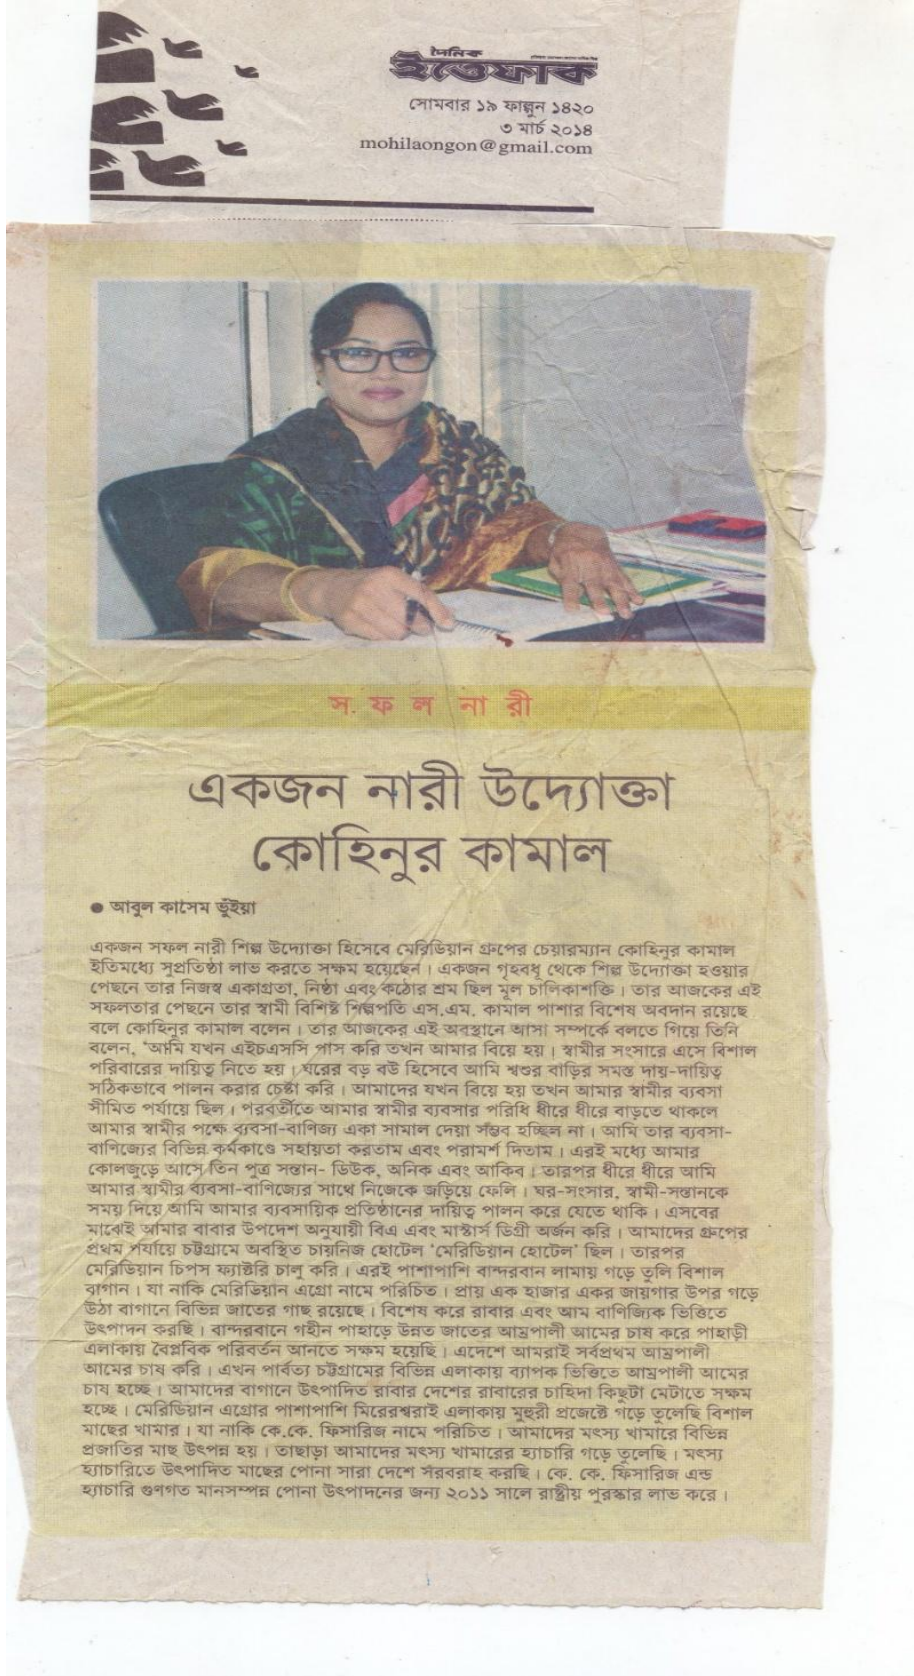 দৈনিক
ইত্তেফাক
সোমবার ১৯ ফাল্গুন ১৪২০
৩ মার্চ ২০১৪
mohilaongon@gmail.com
স. ফ ল না রী
একজন নারী উদ্যোক্তা
কোহিনুর কামাল
● আবুল কাসেম ভুঁইয়া
একজন সফল নারী শিল্প উদ্যোক্তা হিসেবে মেরিডিয়ান গ্রুপের চেয়ারম্যান কোহিনুর কামাল
ইতিমধ্যে সুপ্রতিষ্ঠা লাভ করতে সক্ষম হয়েছেন। একজন গৃহবধূ থেকে শিল্প উদ্যোক্তা হওয়ার
পেছনে তার নিজস্ব একাগ্রতা, নিষ্ঠা এবং কঠোর শ্রম ছিল মূল চালিকাশক্তি। তার আজকের এই
সফলতার পেছনে তার স্বামী বিশিষ্ট শিল্পপতি এস.এম. কামাল পাশার বিশেষ অবদান রয়েছে
বলে কোহিনুর কামাল বলেন। তার আজকের এই অবস্থানে আসা সম্পর্কে বলতে গিয়ে তিনি
বলেন, 'আমি যখন এইচএসসি পাস করি তখন আমার বিয়ে হয়। স্বামীর সংসারে এসে বিশাল
পরিবারের দায়িত্ব নিতে হয়। ঘরের বড় বউ হিসেবে আমি শ্বশুর বাড়ির সমস্ত দায়-দায়িত্ব
সঠিকভাবে পালন করার চেষ্টা করি। আমাদের যখন বিয়ে হয় তখন আমার স্বামীর ব্যবসা
সীমিত পর্যায়ে ছিল। পরবর্তীতে আমার স্বামীর ব্যবসার পরিধি ধীরে ধীরে বাড়তে থাকলে
আমার স্বামীর পক্ষে ব্যবসা-বাণিজ্য একা সামাল দেয়া সম্ভব হচ্ছিল না। আমি তার ব্যবসা-
বাণিজ্যের বিভিন্ন কর্মকাণ্ডে সহায়তা করতাম এবং পরামর্শ দিতাম। এরই মধ্যে আমার
কোলজুড়ে আসে তিন পুত্র সন্তান- ডিউক, অনিক এবং আকিব। তারপর ধীরে ধীরে আমি
আমার স্বামীর ব্যবসা-বাণিজ্যের সাথে নিজেকে জড়িয়ে ফেলি। ঘর-সংসার, স্বামী-সন্তানকে
সময় দিয়ে আমি আমার ব্যবসায়িক প্রতিষ্ঠানের দায়িত্ব পালন করে যেতে থাকি। এসবের
মাঝেই আমার বাবার উপদেশ অনুযায়ী বিএ এবং মাস্টার্স ডিগ্রী অর্জন করি। আমাদের গ্রুপের
প্রথম পর্যায়ে চট্টগ্রামে অবস্থিত চায়নিজ হোটেল 'মেরিডিয়ান হোটেল' ছিল। তারপর
মেরিডিয়ান চিপস ফ্যাক্টরি চালু করি। এরই পাশাপাশি বান্দরবান লামায় গড়ে তুলি বিশাল
বাগান। যা নাকি মেরিডিয়ান এগ্রো নামে পরিচিত। প্রায় এক হাজার একর জায়গার উপর গড়ে
উঠা বাগানে বিভিন্ন জাতের গাছ রয়েছে। বিশেষ করে রাবার এবং আম বাণিজ্যিক ভিত্তিতে
উৎপাদন করছি। বান্দরবানে গহীন পাহাড়ে উন্নত জাতের আম্রপালী আমের চাষ করে পাহাড়ী
এলাকায় বৈপ্লবিক পরিবর্তন আনতে সক্ষম হয়েছি। এদেশে আমরাই সর্বপ্রথম আম্রপালী
আমের চাষ করি। এখন পার্বত্য চট্টগ্রামের বিভিন্ন এলাকায় ব্যাপক ভিত্তিতে আম্রপালী আমের
চাষ হচ্ছে। আমাদের বাগানে উৎপাদিত রাবার দেশের রাবারের চাহিদা কিছুটা মেটাতে সক্ষম
হচ্ছে। মেরিডিয়ান এগ্রোর পাশাপাশি মিরেরশ্বরাই এলাকায় মুহুরী প্রজেক্টে গড়ে তুলেছি বিশাল
মাছের খামার। যা নাকি কে.কে. ফিসারিজ নামে পরিচিত। আমাদের মৎস্য খামারে বিভিন্ন
প্রজাতির মাছ উৎপন্ন হয়। তাছাড়া আমাদের মৎস্য খামারের হ্যাচারি গড়ে তুলেছি। মৎস্য
হ্যাচারিতে উৎপাদিত মাছের পোনা সারা দেশে সরবরাহ করছি। কে. কে. ফিসারিজ এন্ড
হ্যাচারি গুণগত মানসম্পন্ন পোনা উৎপাদনের জন্য ২০১১ সালে রাষ্ট্রীয় পুরস্কার লাভ করে।